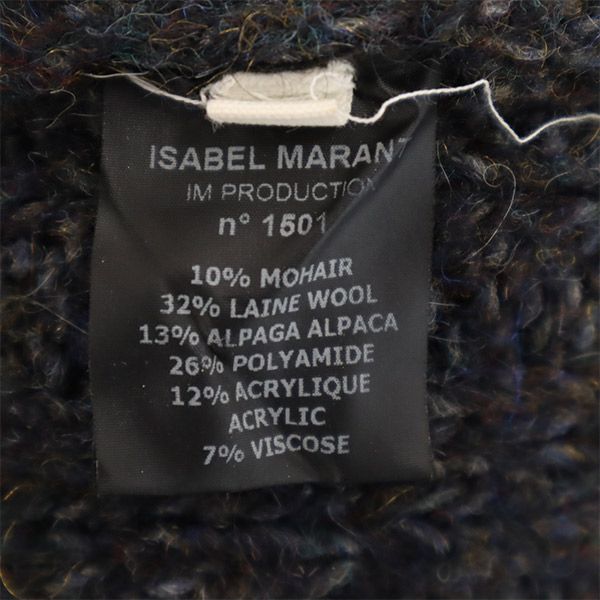 ISABEL MARANT
IM PRODUCTION
n° 1501
10% MOHAIR
32% LAINE WOOL
13% ALPAGA ALPACA
26% POLYAMIDE
12% ACRYLIQUE
ACRYLIC
7% VISCOSE